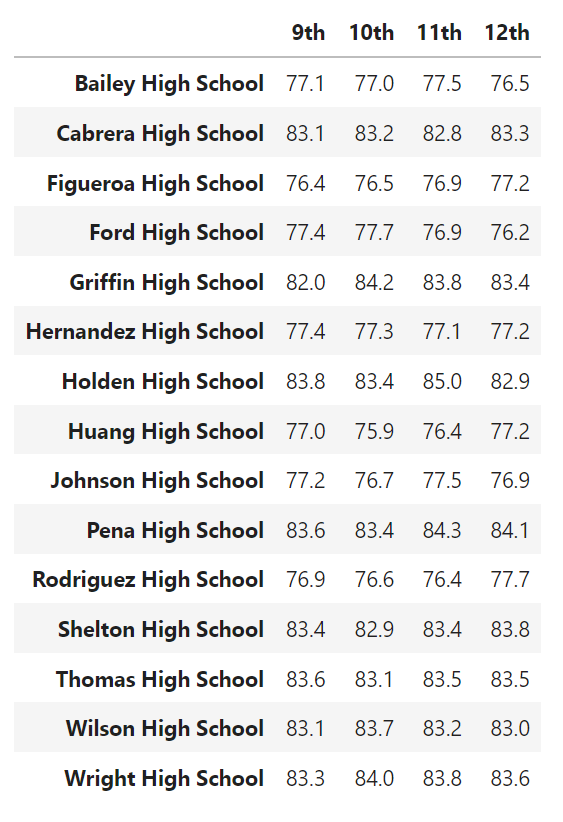 9th 10th 11th 12th
Bailey High School 77.1 77.0 77.5 76.5
Cabrera High School 83.1 83.2 82.8 83.3
Figueroa High School 76.4 76.5 76.9 77.2
Ford High School 77.4 77.7 76.9 76.2
Griffin High School 82.0 84.2 83.8 83.4
Hernandez High School 77.4 77.3 77.1 77.2
Holden High School 83.8 83.4 85.0 82.9
Huang High School 77.0 75.9 76.4 77.2
Johnson High School 77.2 76.7 77.5 76.9
Pena High School 83.6 83.4 84.3 84.1
Rodriguez High School 76.9 76.6 76.4 77.7
Shelton High School 83.4 82.9 83.4 83.8
Thomas High School 83.6 83.1 83.5 83.5
Wilson High School 83.1 83.7 83.2 83.0
Wright High School 83.3 84.0 83.8 83.6